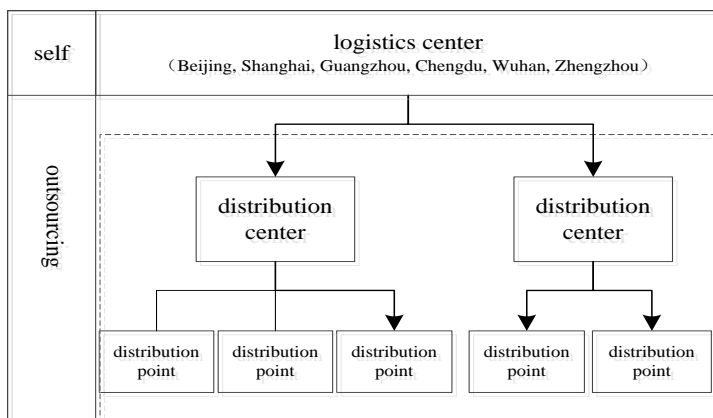 self
logistics center
（Beijing, Shanghai, Guangzhou, Chengdu, Wuhan, Zhengzhou）
outsourcing
distribution
center
distribution
center
distribution
point
distribution
point
distribution
point
distribution
point
distribution
point